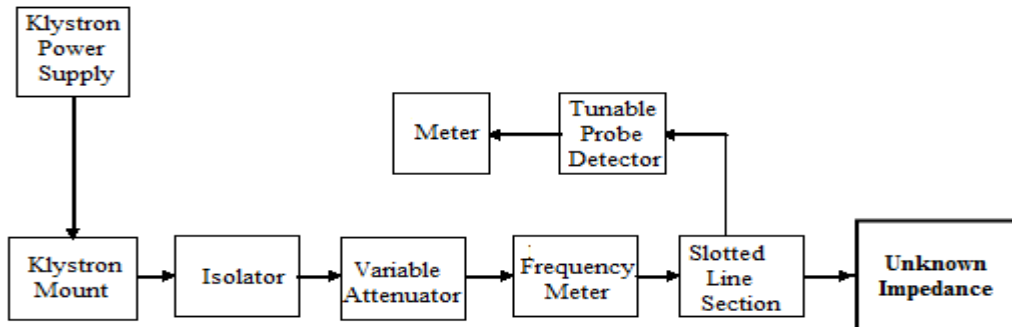 Klystron
Power
Supply
Meter
Tunable
Probe
Detector
Klystron
Mount
Isolator
Variable
Attenuator
Frequency
Meter
Slotted
Line
Section
Unknown
Impedance